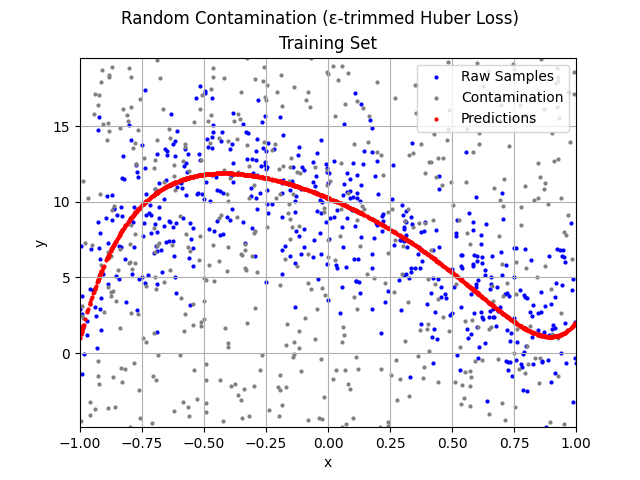 Random Contamination (ε-trimmed Huber Loss)
Training Set
Raw Samples
Contamination
Predictions
y
15
10
5
0
−1.00 −0.75 −0.50 −0.25 0.00 0.25 0.50 0.75 1.00
x